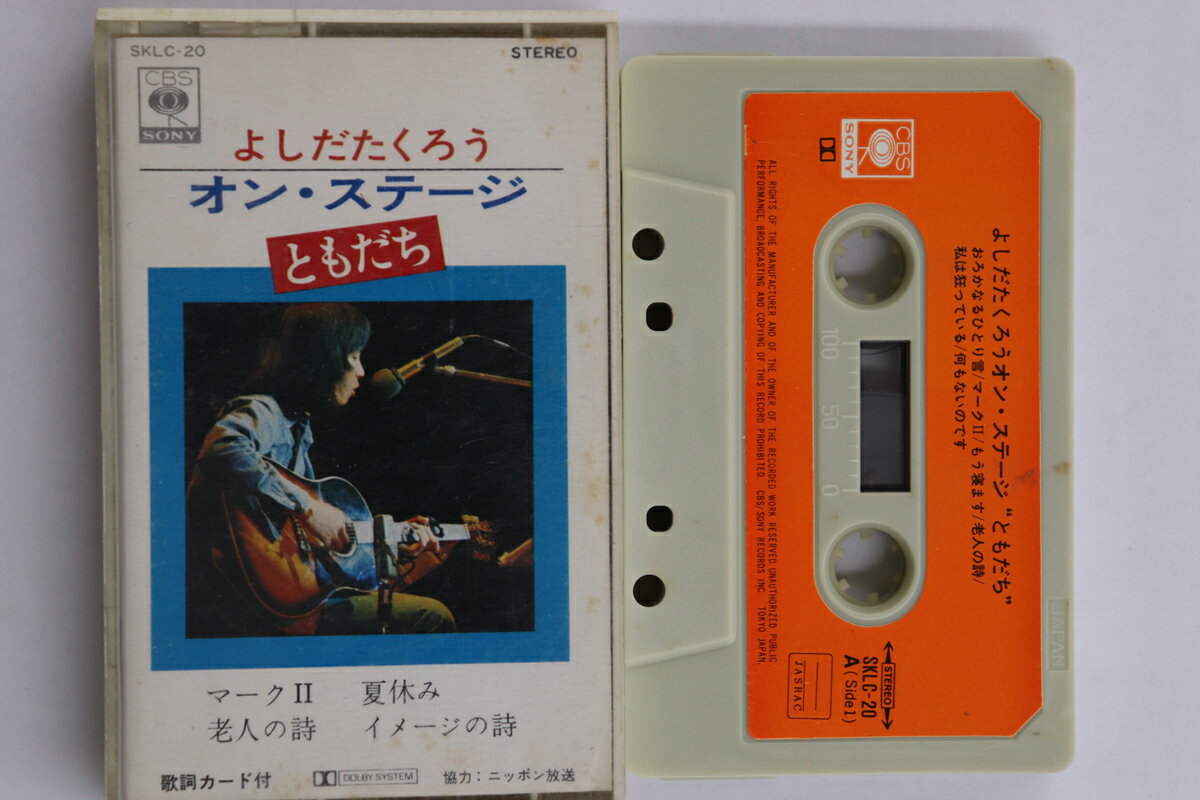 SKLC-20
STEREO
CBS
SONY
よしだたくろう
オン・ステージ
ともだち
マークII 夏休み
老人の詩 イメージの詩
歌詞カード付
DOLBY SYSTEM
協力:ニッポン放送
CBS
SONY
よしだたくろうオン・ステージ “ともだち”
おろかなるひとり言/マークII/もう寝ます/老人の詩/
私は狂っている/何もないのです
100 50 0
ALL RIGHTS OF THE MANUFACTURER AND OF THE OWNER OF THE RECORDED WORK RESERVED UNAUTHORIZED PUBLIC
PERFORMANCE, BROADCASTING AND COPYING OF THIS RECORD PROHIBITED CBS/SONY RECORDS INC. TOKYO JAPAN.
STEREO
SKLC-20
A (Side1)
JASRAC
JAPAN